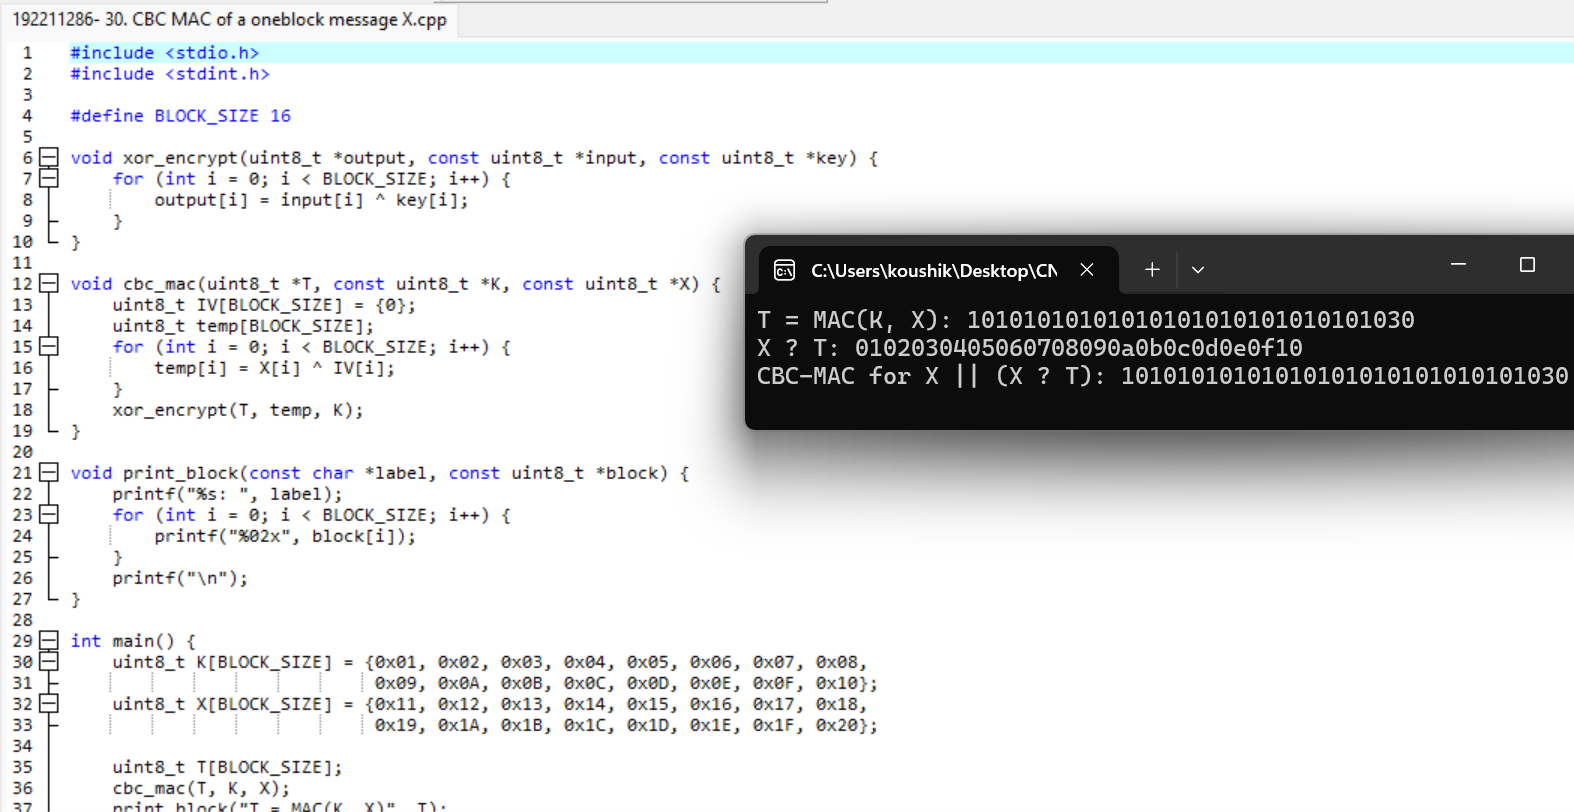 192211286- 30. CBC MAC of a oneblock message X.cpp
1 #include <stdio.h>
2 #include <stdint.h>
3
4 #define BLOCK_SIZE 16
5
6 void xor_encrypt(uint8_t *output, const uint8_t *input, const uint8_t *key) {
7 for (int i = 0; i < BLOCK_SIZE; i++) {
8 output[i] = input[i] ^ key[i];
9 }
10 }
11
12 void cbc_mac(uint8_t *T, const uint8_t *K, const uint8_t *X) {
13 uint8_t IV[BLOCK_SIZE] = {0};
14 uint8_t temp[BLOCK_SIZE];
15 for (int i = 0; i < BLOCK_SIZE; i++) {
16 temp[i] = X[i] ^ IV[i];
17 }
18 xor_encrypt(T, temp, K);
19 }
20
21 void print_block(const char *label, const uint8_t *block) {
22 printf("%s: ", label);
23 for (int i = 0; i < BLOCK_SIZE; i++) {
24 printf("%02x", block[i]);
25 }
26 printf("\n");
27 }
28
29 int main() {
30 uint8_t K[BLOCK_SIZE] = {0x01, 0x02, 0x03, 0x04, 0x05, 0x06, 0x07, 0x08,
31 0x09, 0x0A, 0x0B, 0x0C, 0x0D, 0x0E, 0x0F, 0x10};
32 uint8_t X[BLOCK_SIZE] = {0x11, 0x12, 0x13, 0x14, 0x15, 0x16, 0x17, 0x18,
33 0x19, 0x1A, 0x1B, 0x1C, 0x1D, 0x1E, 0x1F, 0x20};
34
35 uint8_t T[BLOCK_SIZE];
36 cbc_mac(T, K, X);
37 print_block("T = MAC(K, X)", T);
C:\Users\koushik\Desktop\CN
T = MAC(K, X): 10101010101010101010101010101030
X ? T: 0102030405060708090a0b0c0d0e0f10
CBC-MAC for X || (X ? T): 10101010101010101010101010101030